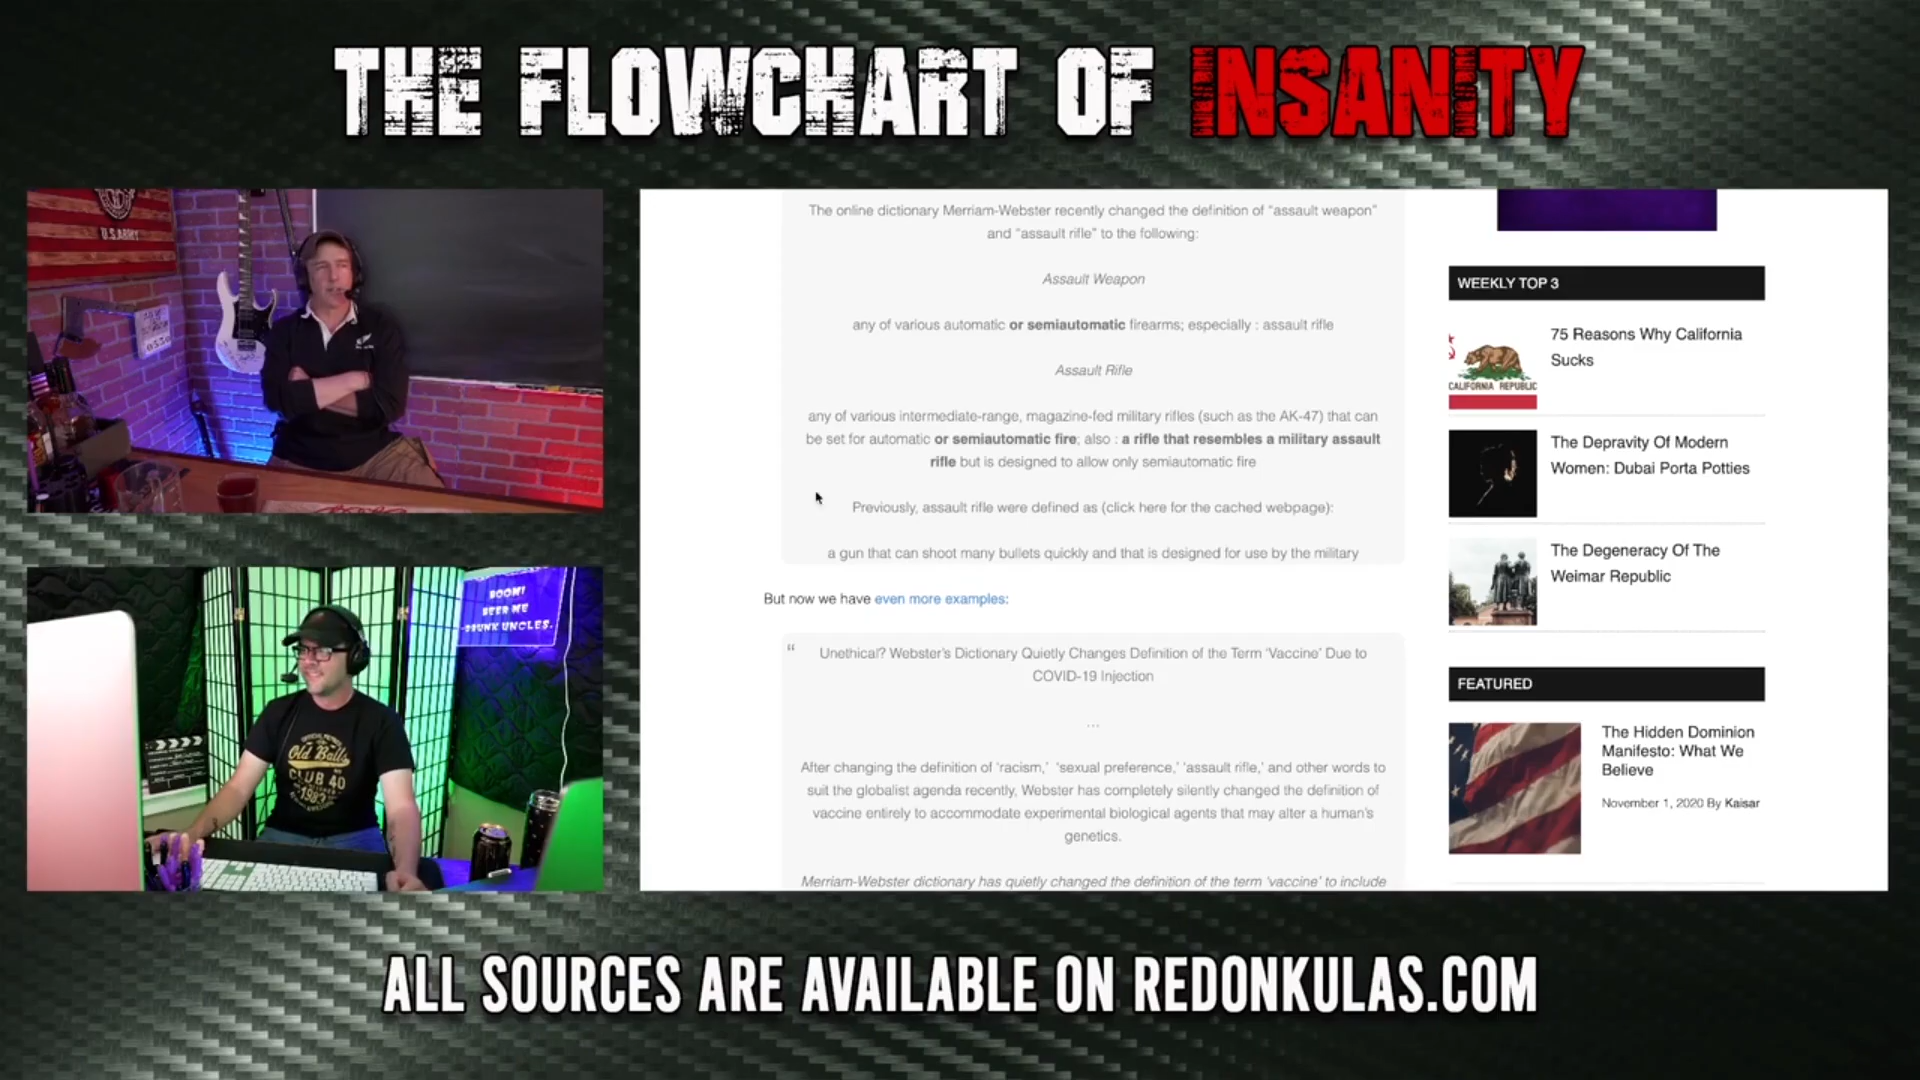 THE FLOWCHART OF INSANITY
U.S.ARMY
BOOM!
BEER ME
-DRUNK UNCLES.
Old Balls
CLUB 40
1983
The online dictionary Merriam-Webster recently changed the definition of “assault weapon”
and “assault rifle” to the following:
Assault Weapon
any of various automatic or semiautomatic firearms; especially : assault rifle
Assault Rifle
any of various intermediate-range, magazine-fed military rifles (such as the AK-47) that can
be set for automatic or semiautomatic fire; also : a rifle that resembles a military assault
rifle but is designed to allow only semiautomatic fire
Previously, assault rifle were defined as (click here for the cached webpage):
a gun that can shoot many bullets quickly and that is designed for use by the military
But now we have even more examples:
“ Unethical? Webster’s Dictionary Quietly Changes Definition of the Term ‘Vaccine’ Due to
COVID-19 Injection
…
After changing the definition of ‘racism,’ ‘sexual preference,’ ‘assault rifle,’ and other words to
suit the globalist agenda recently, Webster has completely silently changed the definition of
vaccine entirely to accommodate experimental biological agents that may alter a human’s
genetics.
Merriam-Webster dictionary has quietly changed the definition of the term ‘vaccine’ to include
WEEKLY TOP 3
CALIFORNIA REPUBLIC
75 Reasons Why California
Sucks
The Depravity Of Modern
Women: Dubai Porta Potties
The Degeneracy Of The
Weimar Republic
FEATURED
The Hidden Dominion
Manifesto: What We
Believe
November 1, 2020 By Kaisar
ALL SOURCES ARE AVAILABLE ON REDONKULAS.COM